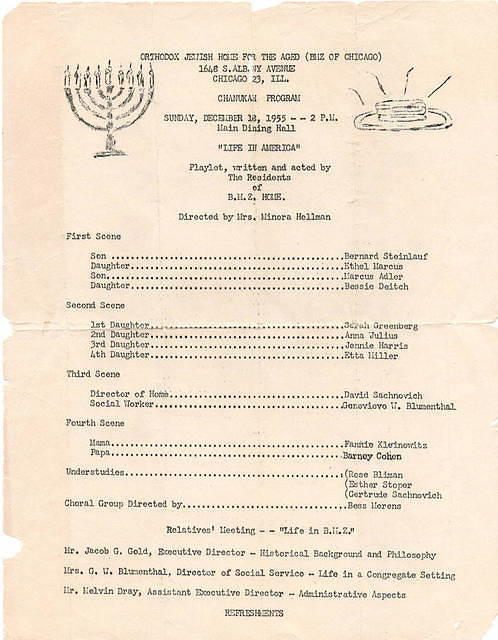 ORTHODOX JEWISH HOME FOR THE AGED (BMZ OF CHICAGO)
1648 S. ALBANY AVENUE
CHICAGO 23, ILL.
CHANUKAH PROGRAM
SUNDAY, DECEMBER 18, 1955 - - 2 P.M.
Main Dining Hall
"LIFE IN AMERICA"
Playlet, written and acted by
The Residents
of
B.M.Z. HOME.
Directed by Mrs. Minora Hellman
First Scene
Son ........................................Bernard Steinlauf
Daughter....................................Ethel Marcus
Son.........................................Marcus Adler
Daughter....................................Bessie Deitch
Second Scene
1st Daughter................................Sarah Greenberg
2nd Daughter................................Anna Julius
3rd Daughter................................Jennie Harris
4th Daughter................................Etta Miller
Third Scene
Director of Home............................David Sachnovich
Social Worker...............................Genevieve W. Blumenthal
Fourth Scene
Mama........................................Fannie Kleinowitz
Papa........................................Barney Cohen
Understudies................................(Rose Bliman
(Esther Stoper
(Gertrude Sachnovich
Choral Group Directed by....................Bess Merens
Relatives' Meeting - - "Life in B.M.Z."
Mr. Jacob G. Gold, Executive Director - Historical Background and Philosophy
Mrs. G. W. Blumenthal, Director of Social Service - Life in a Congregate Setting
Mr. Melvin Dray, Assistant Executive Director - Administrative Aspects
REFRESHMENTS